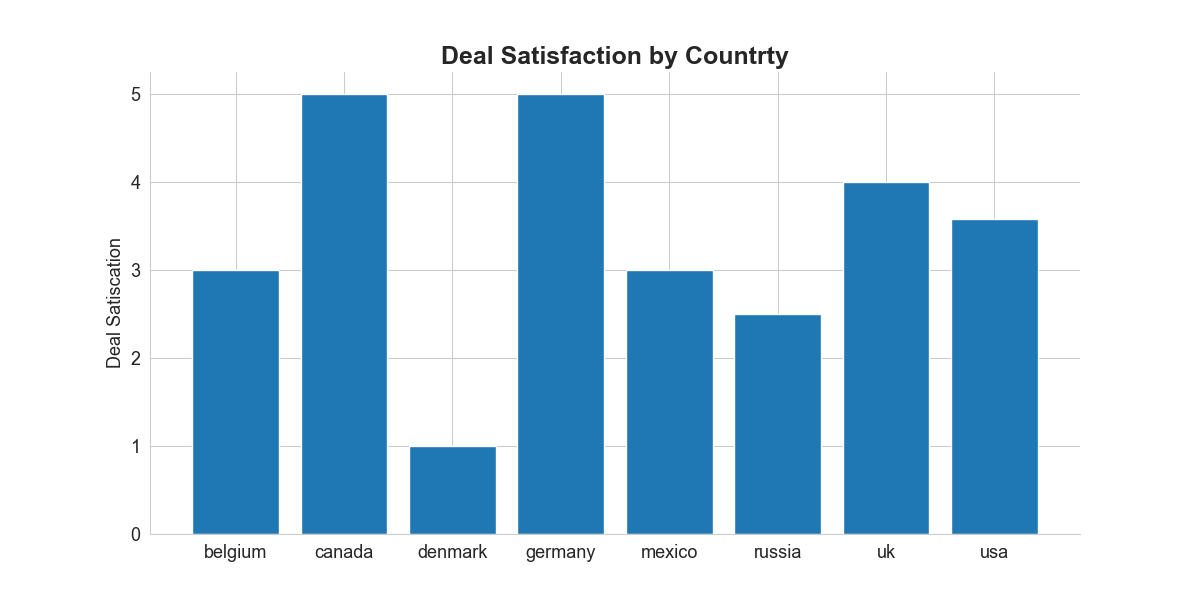 Deal Satisfaction by Countrty
Deal Satiscation
5
4
3
2
1
0
belgium canada denmark germany mexico russia uk usa